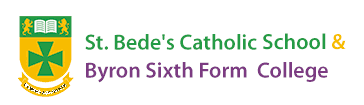 St. Bede's Catholic School &
Byron Sixth Form College